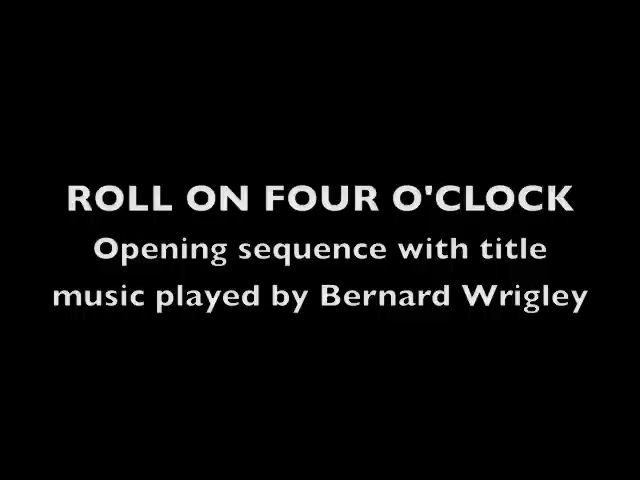 ROLL ON FOUR O'CLOCK
Opening sequence with title
music played by Bernard Wrigley